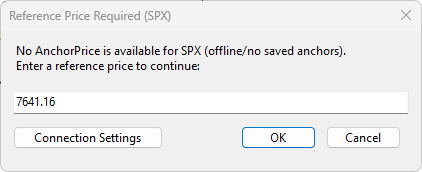 Reference Price Required (SPX)
No AnchorPrice is available for SPX (offline/no saved anchors).
Enter a reference price to continue:
7641.16
Connection Settings
OK
Cancel